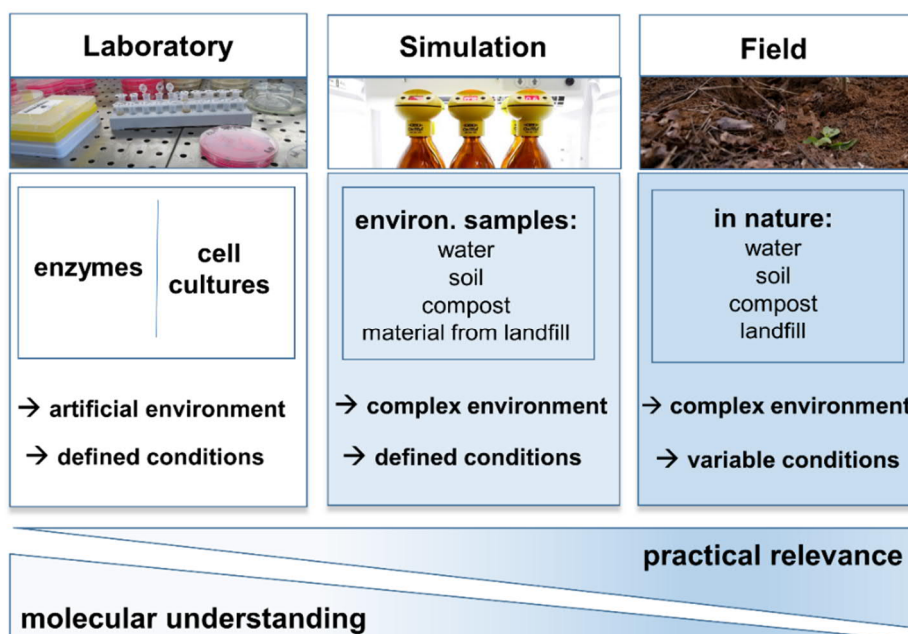 Laboratory
Simulation
Field
enzymes
cell
cultures
→ artificial environment
→ defined conditions
environ. samples:
water
soil
compost
material from landfill
→ complex environment
→ defined conditions
in nature:
water
soil
compost
landfill
→ complex environment
→ variable conditions
practical relevance
molecular understanding